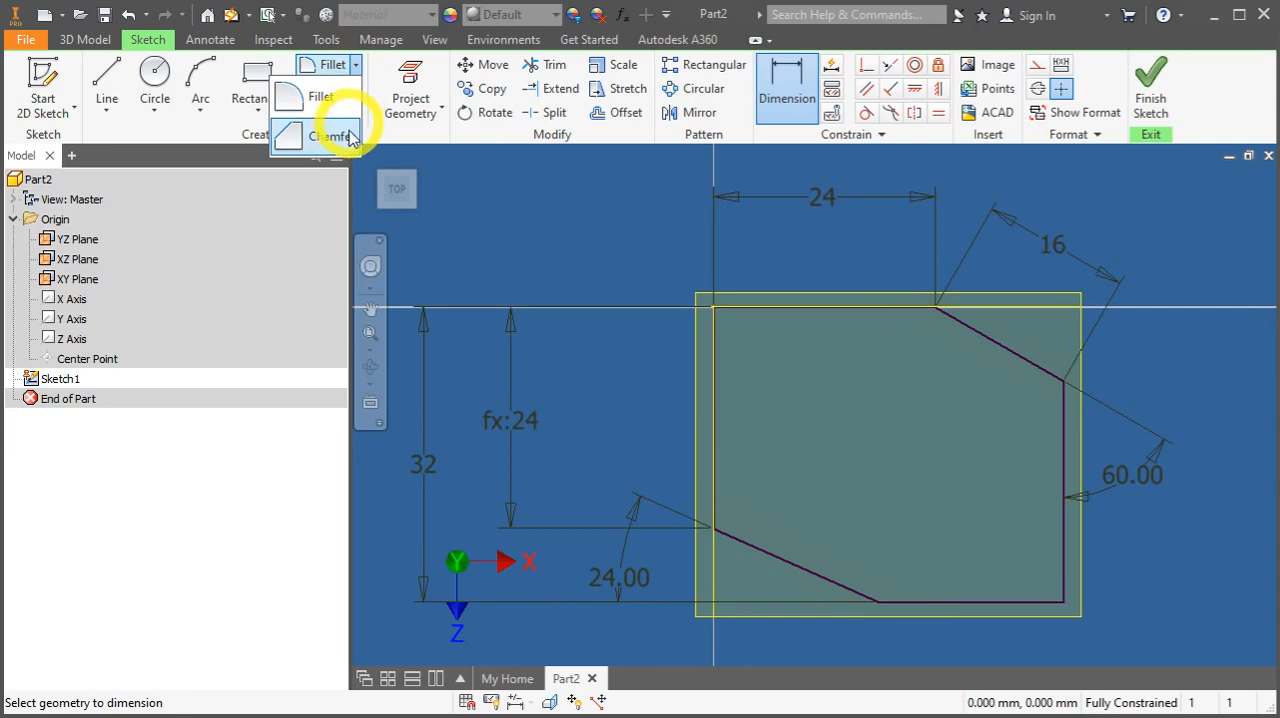 I PRO Material Default fx Part2 Search Help & Commands... Sign In
File 3D Model Sketch Annotate Inspect Tools Manage View Environments Get Started Autodesk A360
Start 2D Sketch
Line
Circle
Arc
Rectan
Fillet
Fillet
Chamfe
Project Geometry
Move Trim Scale
Copy Extend Stretch
Rotate Split Offset
Rectangular
Circular
Mirror
Dimension
Image
Points
ACAD
Show Format
Finish Sketch
Sketch Crea Modify Pattern Constrain Insert Format Exit
Model
Part2
View: Master
Origin
YZ Plane
XZ Plane
XY Plane
X Axis
Y Axis
Z Axis
Center Point
Sketch1
End of Part
TOP
24
16
fx:24
32
60.00
24.00
Y X
Z
My Home Part2
Select geometry to dimension 0.000 mm, 0.000 mm Fully Constrained 1 1